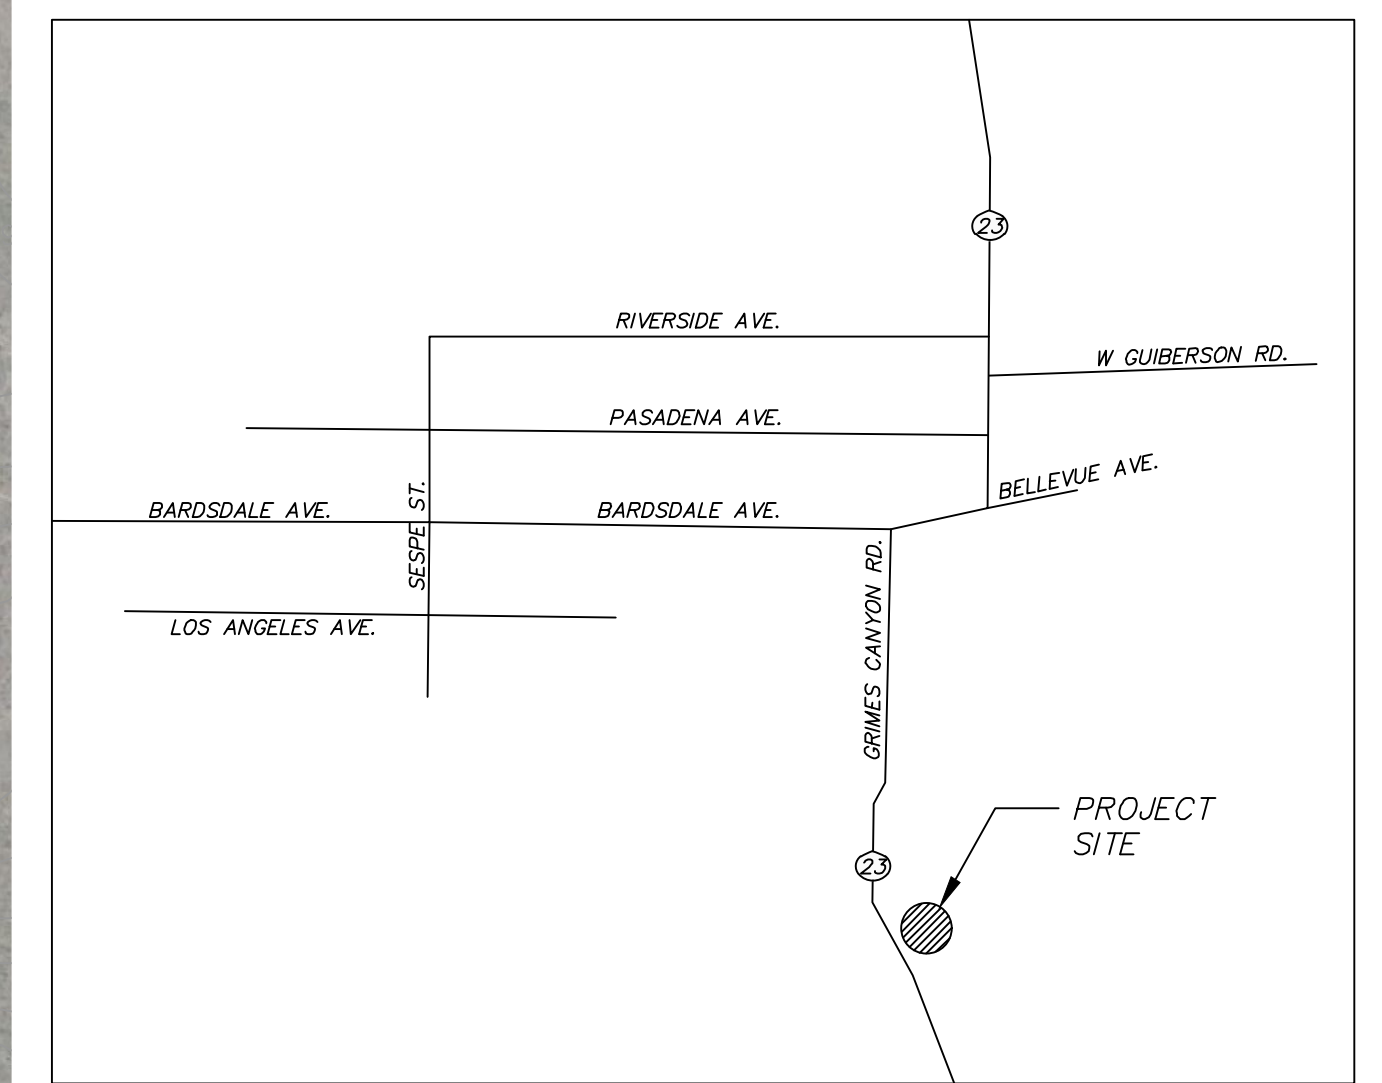 23
RIVERSIDE AVE.
W GUIBERSON RD.
PASADENA AVE.
BELLEVUE AVE.
BARDSDALE AVE.
SESPE ST.
BARDSDALE AVE.
GRIMES CANYON RD.
LOS ANGELES AVE.
PROJECT
SITE
23